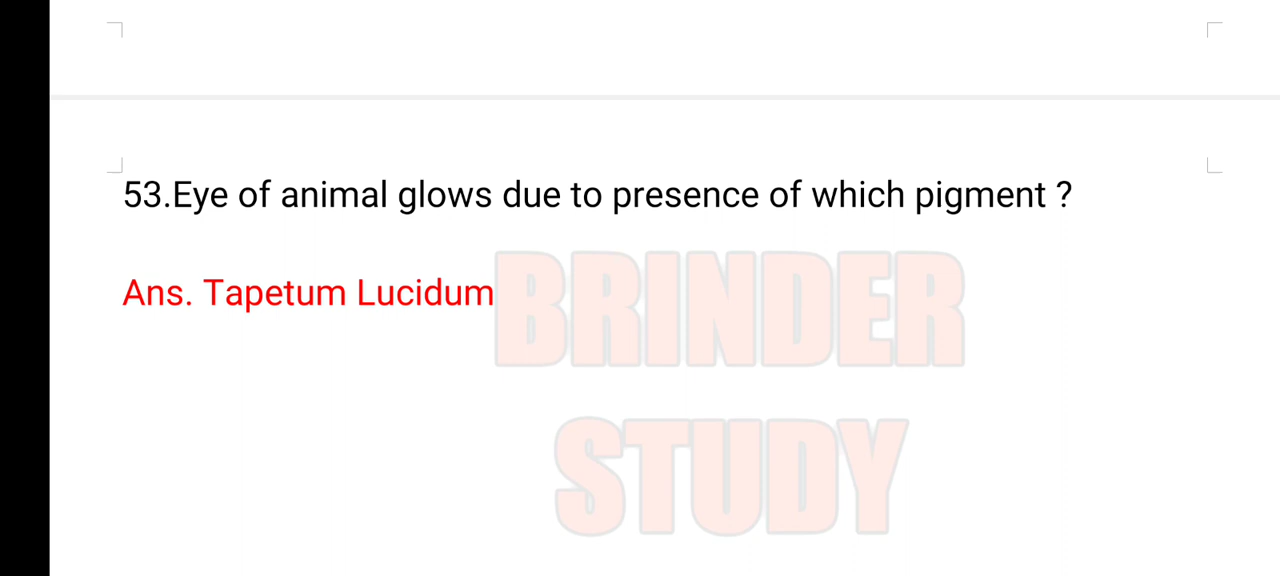 53.Eye of animal glows due to presence of which pigment ?
Ans. Tapetum Lucidum
BRINDER
STUDY